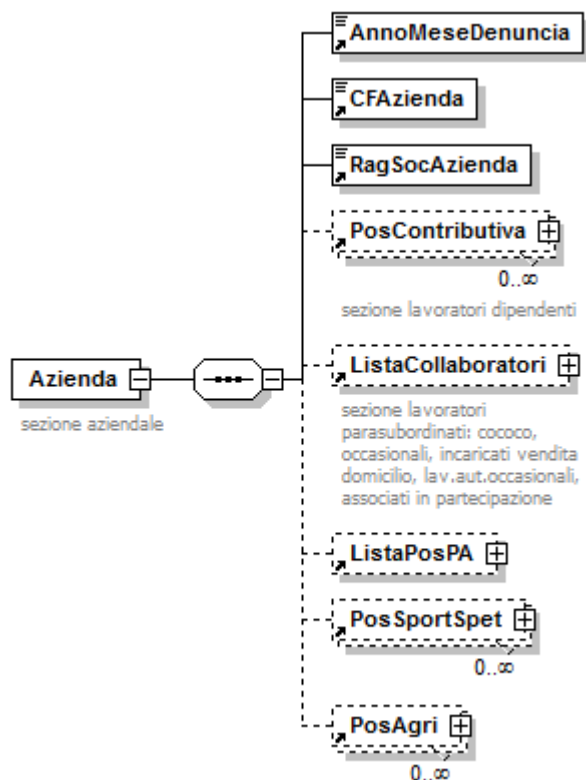 AnnoMeseDenuncia
CFAzienda
RagSocAzienda
PosContributiva
0..∞
sezione lavoratori dipendenti
Azienda
sezione aziendale
ListaCollaboratori
sezione lavoratori
parasubordinati: cococo,
occasionali, incaricati vendita
domicilio, lav.aut.occasionali,
associati in partecipazione
ListaPosPA
PosSportSpet
0..∞
PosAgri
0..∞